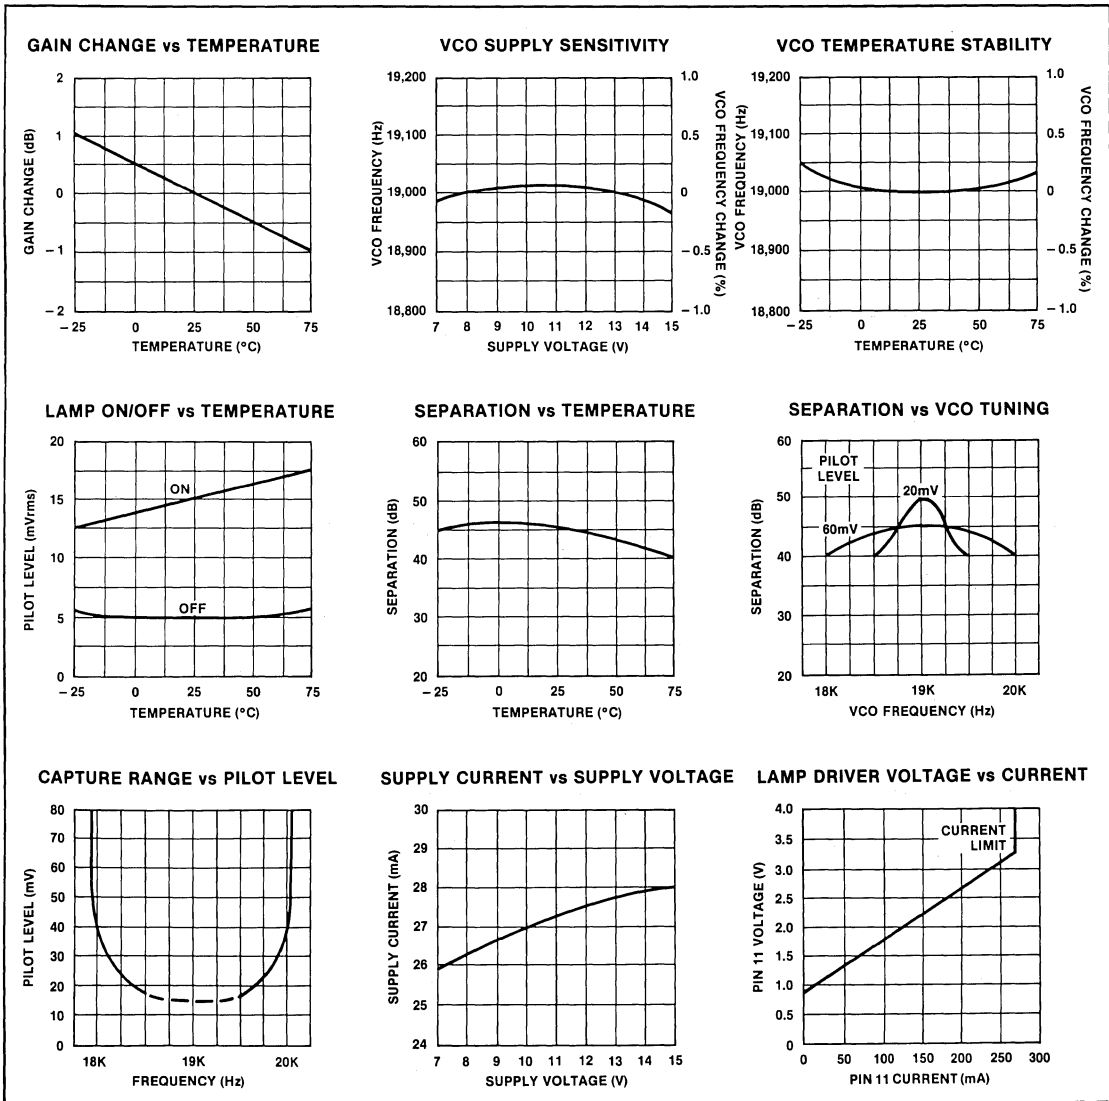 GAIN CHANGE vs TEMPERATURE
GAIN CHANGE (dB)
2
1
0
– 1
– 2
– 25 0 25 50 75
TEMPERATURE (°C)
VCO SUPPLY SENSITIVITY
VCO FREQUENCY (Hz)
19,200
19,100
19,000
18,900
18,800
1.0
0.5
0
– 0.5
– 1.0
VCO FREQUENCY CHANGE (%)
7 8 9 10 11 12 13 14 15
SUPPLY VOLTAGE (V)
VCO TEMPERATURE STABILITY
VCO FREQUENCY (Hz)
19,200
19,100
19,000
18,900
18,800
1.0
0.5
0
– 0.5
– 1.0
VCO FREQUENCY CHANGE (%)
– 25 0 25 50 75
TEMPERATURE (°C)
LAMP ON/OFF vs TEMPERATURE
PILOT LEVEL (mVrms)
20
15
10
5
0
ON
OFF
– 25 0 25 50 75
TEMPERATURE (°C)
SEPARATION vs TEMPERATURE
SEPARATION (dB)
60
50
40
30
20
– 25 0 25 50 75
TEMPERATURE (°C)
SEPARATION vs VCO TUNING
SEPARATION (dB)
60
50
40
30
20
PILOT
LEVEL
20mV
60mV
18K 19K 20K
VCO FREQUENCY (Hz)
CAPTURE RANGE vs PILOT LEVEL
PILOT LEVEL (mV)
80
70
60
50
40
30
20
10
0
18K 19K 20K
FREQUENCY (Hz)
SUPPLY CURRENT vs SUPPLY VOLTAGE
SUPPLY CURRENT (mA)
30
29
28
27
26
25
24
7 8 9 10 11 12 13 14 15
SUPPLY VOLTAGE (V)
LAMP DRIVER VOLTAGE vs CURRENT
PIN 11 VOLTAGE (V)
4.0
3.5
3.0
2.5
2.0
1.5
1.0
0.5
0
CURRENT
LIMIT
0 50 100 150 200 250 300
PIN 11 CURRENT (mA)